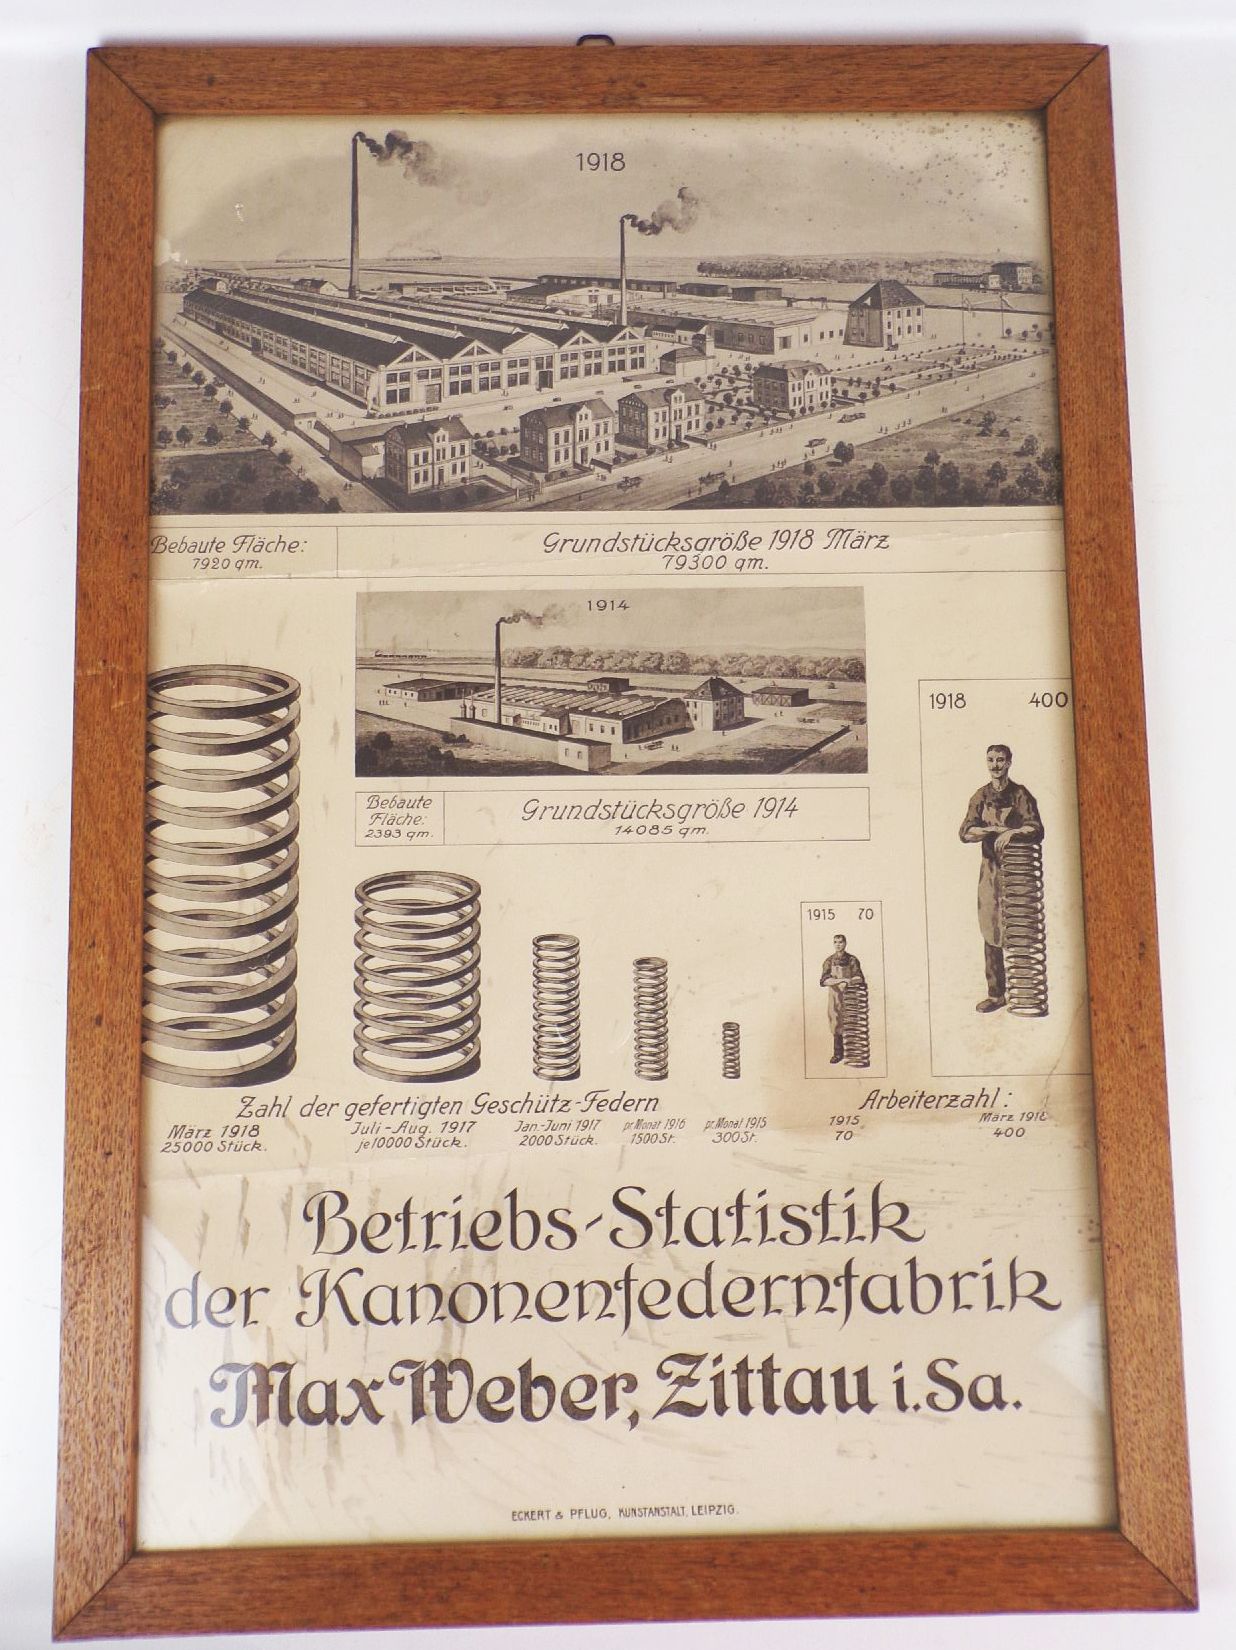 1918
Bebaute Fläche:
7920 qm.
Grundstücksgröße 1918 März
79300 qm.
1914
Bebaute
Fläche:
2393 qm.
Grundstücksgröße 1914
14085 qm.
1918 400
1915 70
Zahl der gefertigten Geschütz-Federn
März 1918
25000 Stück.
Juli-Aug. 1917
je 10000 Stück.
Jan.-Juni 1917
2000 Stück.
pr. Monat 1916
1500 St.
pr. Monat 1915
300 St.
Arbeiterzahl:
1915
70
März 1918
400
Betriebs-Statistik
der Kanonenfedernfabrik
Max Weber, Zittau i. Sa.
ECKERT & PFLUG, KUNSTANSTALT, LEIPZIG.